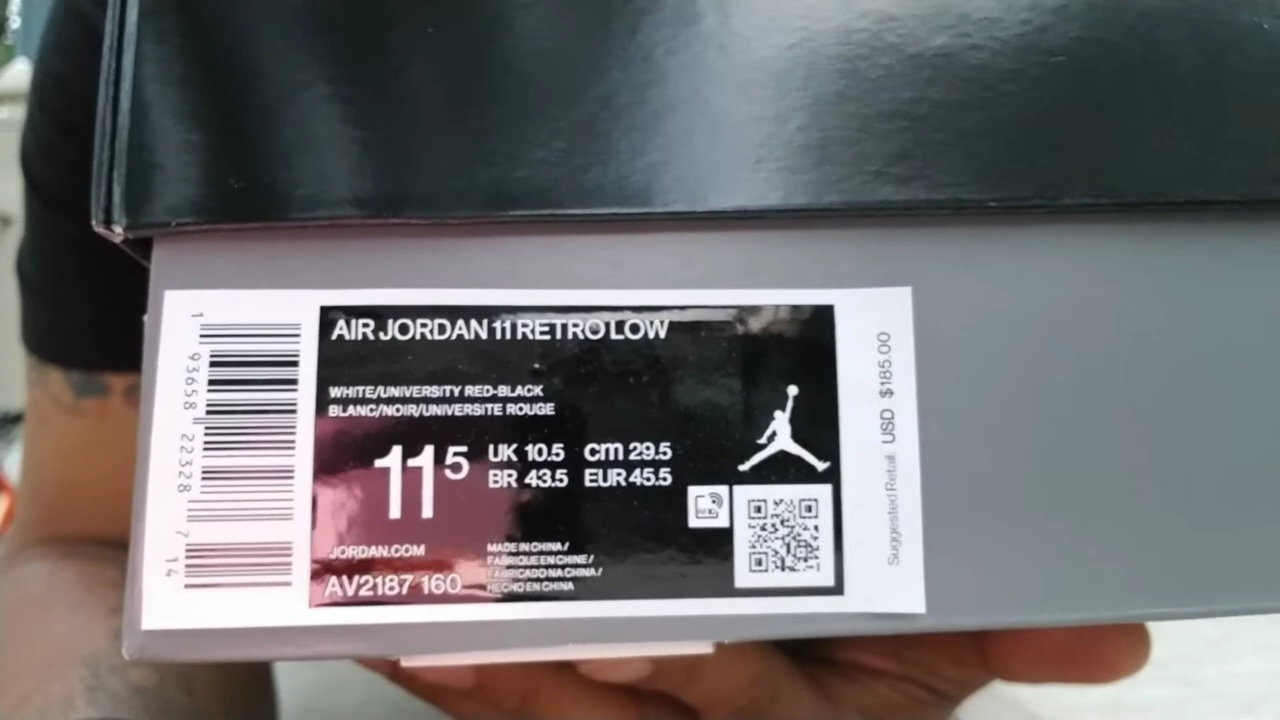 AIR JORDAN 11 RETRO LOW
WHITE/UNIVERSITY RED-BLACK
BLANC/NOIR/UNIVERSITE ROUGE
11 5
UK 10.5 cm 29.5
BR 43.5 EUR 45.5
JORDAN.COM
AV2187 160
MADE IN CHINA /
FABRIQUE EN CHINE /
FABRICADO NA CHINA /
HECHO EN CHINA
1 93658 22328 7 14
Suggested Retail USD $185.00